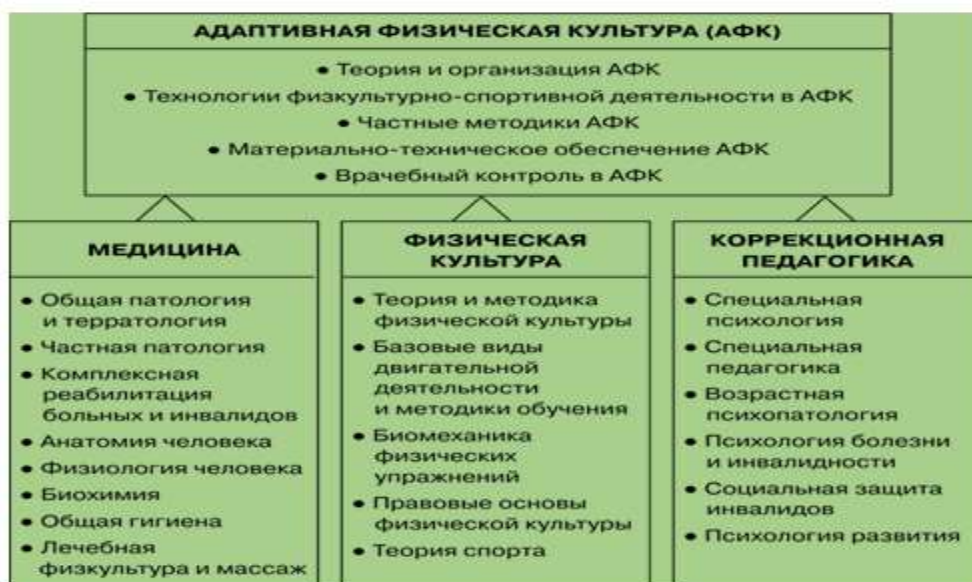 АДАПТИВНАЯ ФИЗИЧЕСКАЯ КУЛЬТУРА (АФК)
● Теория и организация АФК
● Технологии физкультурно-спортивной деятельности в АФК
● Частные методики АФК
● Материально-техническое обеспечение АФК
● Врачебный контроль в АФК
МЕДИЦИНА
● Общая патология
и терратология
● Частная патология
● Комплексная
реабилитация
больных и инвалидов
● Анатомия человека
● Физиология человека
● Биохимия
● Общая гигиена
● Лечебная
физкультура и массаж
ФИЗИЧЕСКАЯ
КУЛЬТУРА
● Теория и методика
физической культуры
● Базовые виды
двигательной
деятельности
и методики обучения
● Биомеханика
физических
упражнений
● Правовые основы
физической культуры
● Теория спорта
КОРРЕКЦИОННАЯ
ПЕДАГОГИКА
● Специальная
психология
● Специальная
педагогика
● Возрастная
психопатология
● Психология болезни
и инвалидности
● Социальная защита
инвалидов
● Психология развития